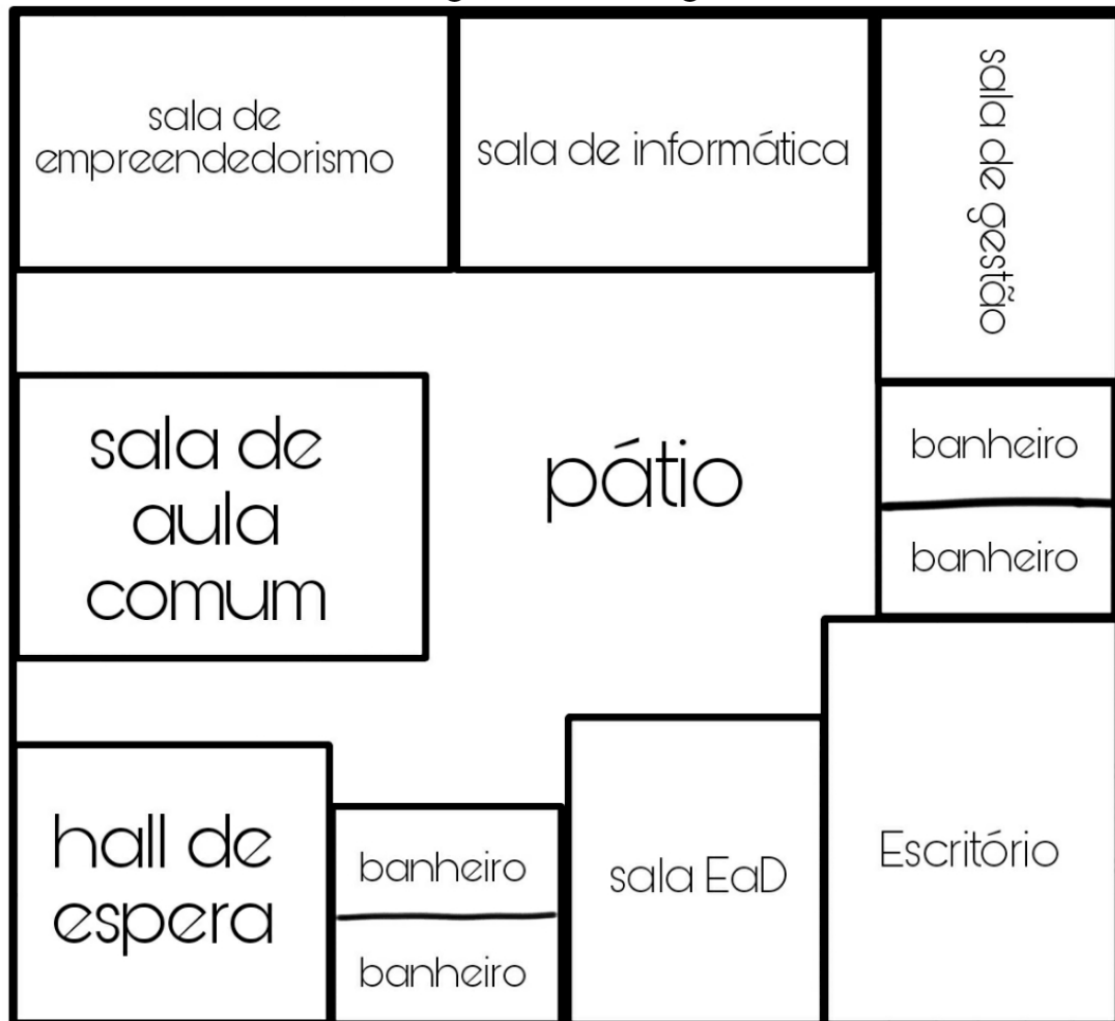 sala de
empreendedorismo
sala de informática
sala de gestão
sala de
aula
comum
pátio
banheiro
banheiro
hall de
espera
banheiro
banheiro
sala EaD
Escritório